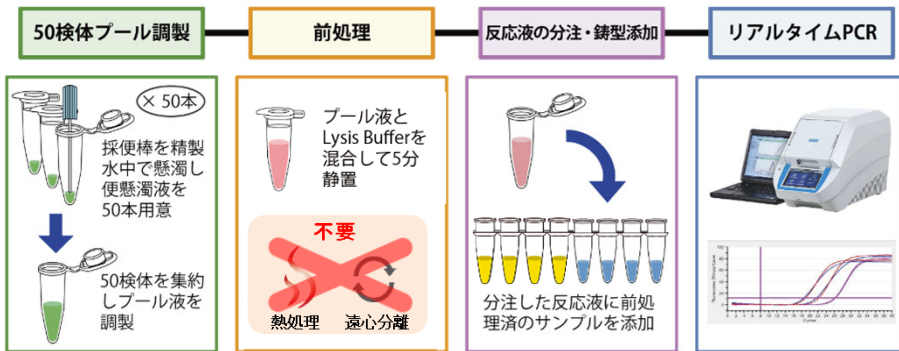 50検体プール調製
前処理
反応液の分注・鋳型添加
リアルタイムPCR
× 50本
採便棒を精製
水中で懸濁し
便懸濁液を
50本用意
50検体を集約
しプール液を
調製
プール液と
Lysis Bufferを
混合して5分
静置
不要
熱処理
遠心分離
分注した反応液に前処
理済のサンプルを添加